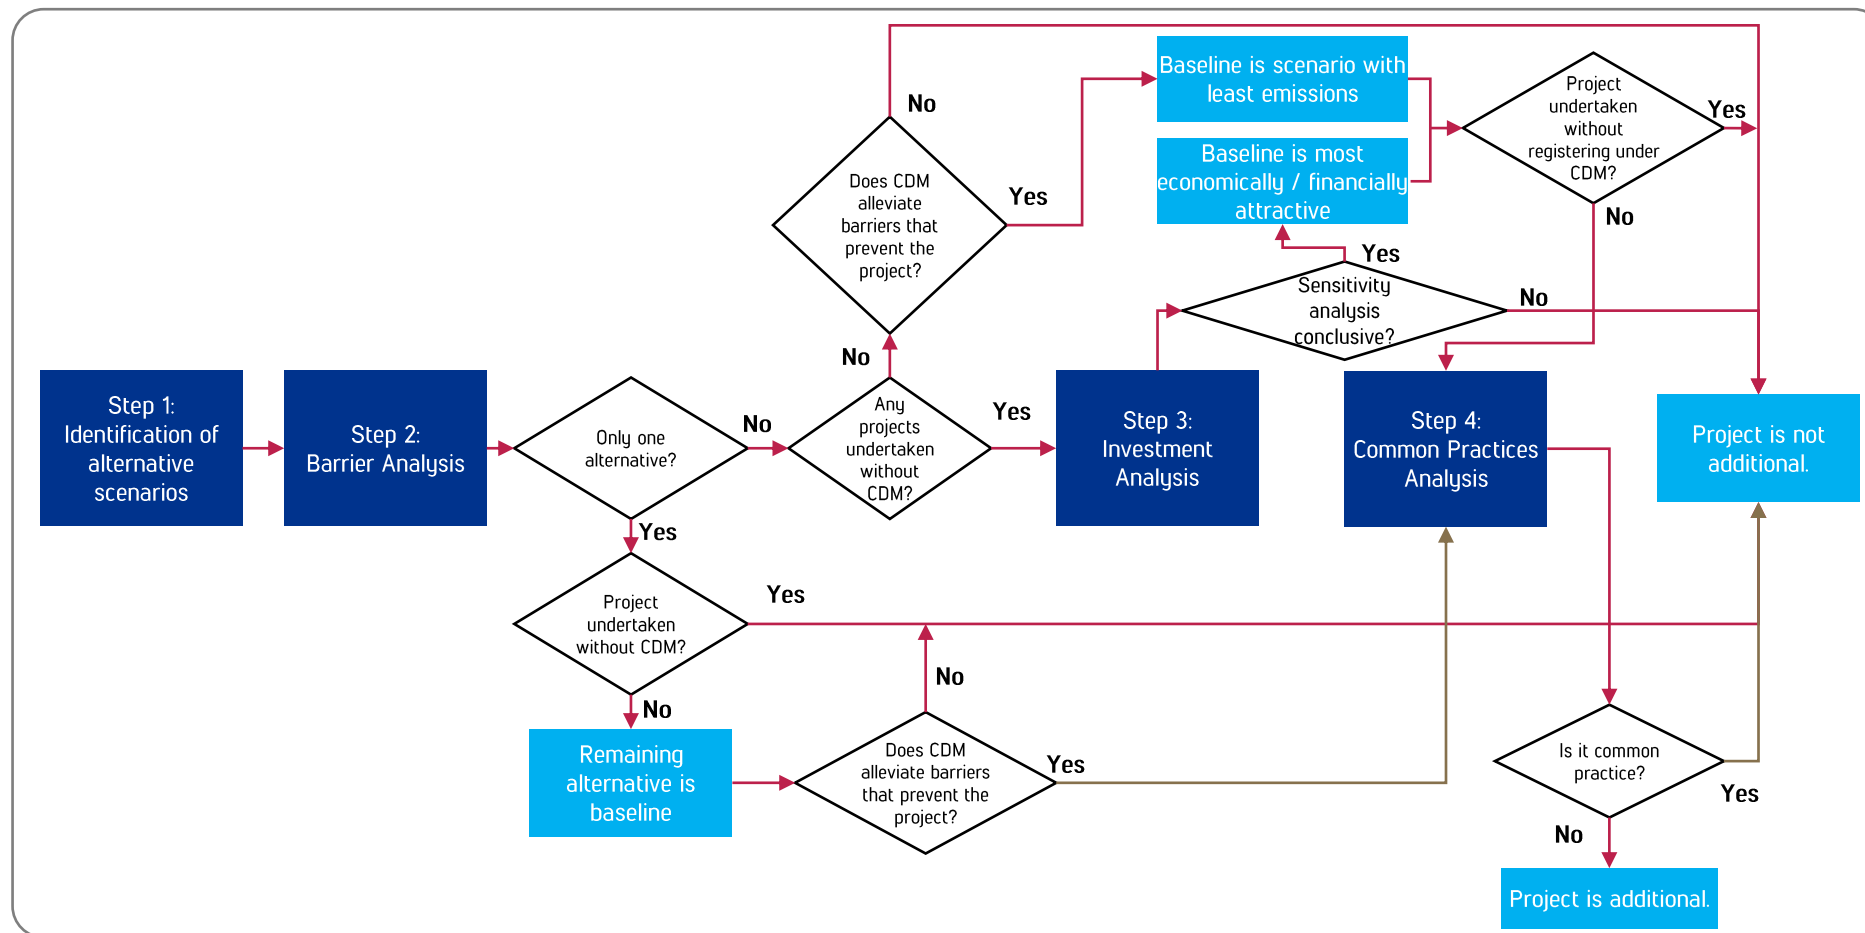 No
Baseline is scenario with
least emissions
Project
undertaken
without
registering under
CDM?
Yes
Baseline is most
economically / financially
attractive
Does CDM
alleviate
barriers that
prevent the
project?
Yes
No
Yes
Sensitivity
analysis
conclusive?
No
No
Step 1:
Identification of
alternative
scenarios
Step 2:
Barrier Analysis
Only one
alternative?
No
Any
projects
undertaken
without
CDM?
Yes
Step 3:
Investment
Analysis
Step 4:
Common Practices
Analysis
Project is not
additional.
Yes
Project
undertaken
without CDM?
Yes
No
No
Remaining
alternative is
baseline
Does CDM
alleviate barriers
that prevent the
project?
Yes
Is it common
practice?
Yes
No
Project is additional.